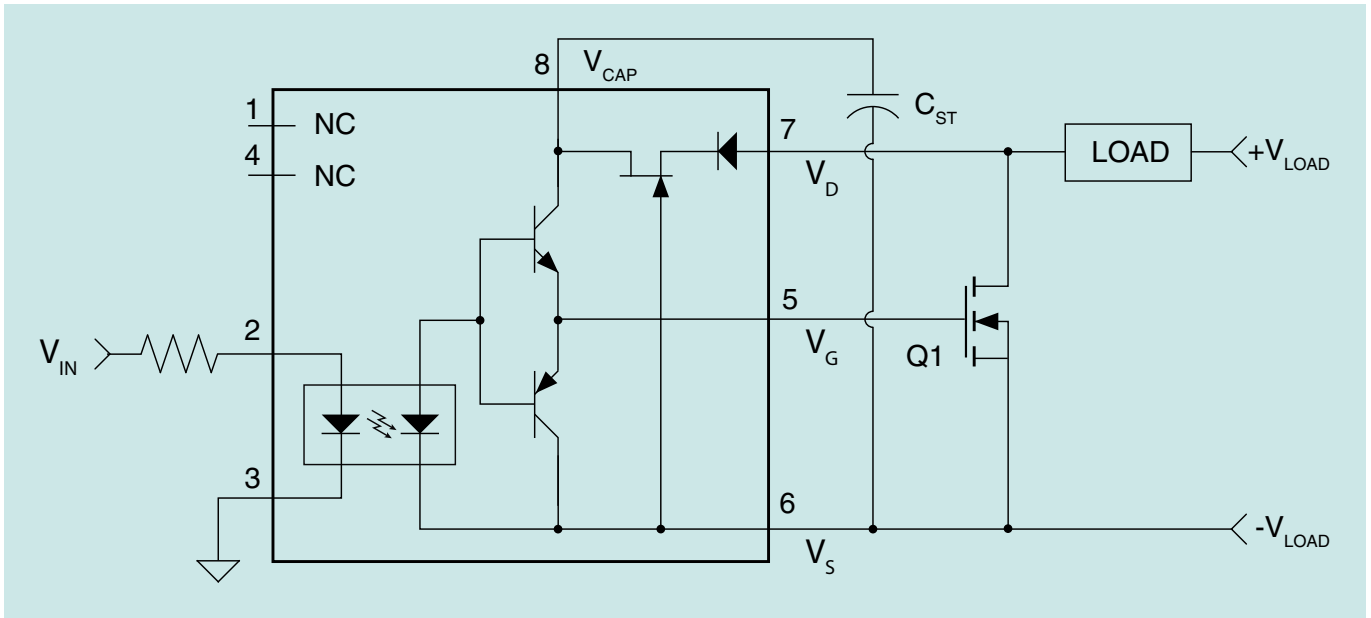 8
V_CAP
1
NC
4
NC
C_ST
7
V_D
LOAD
+V_LOAD
5
V_G
Q1
2
V_IN
3
6
V_S
-V_LOAD